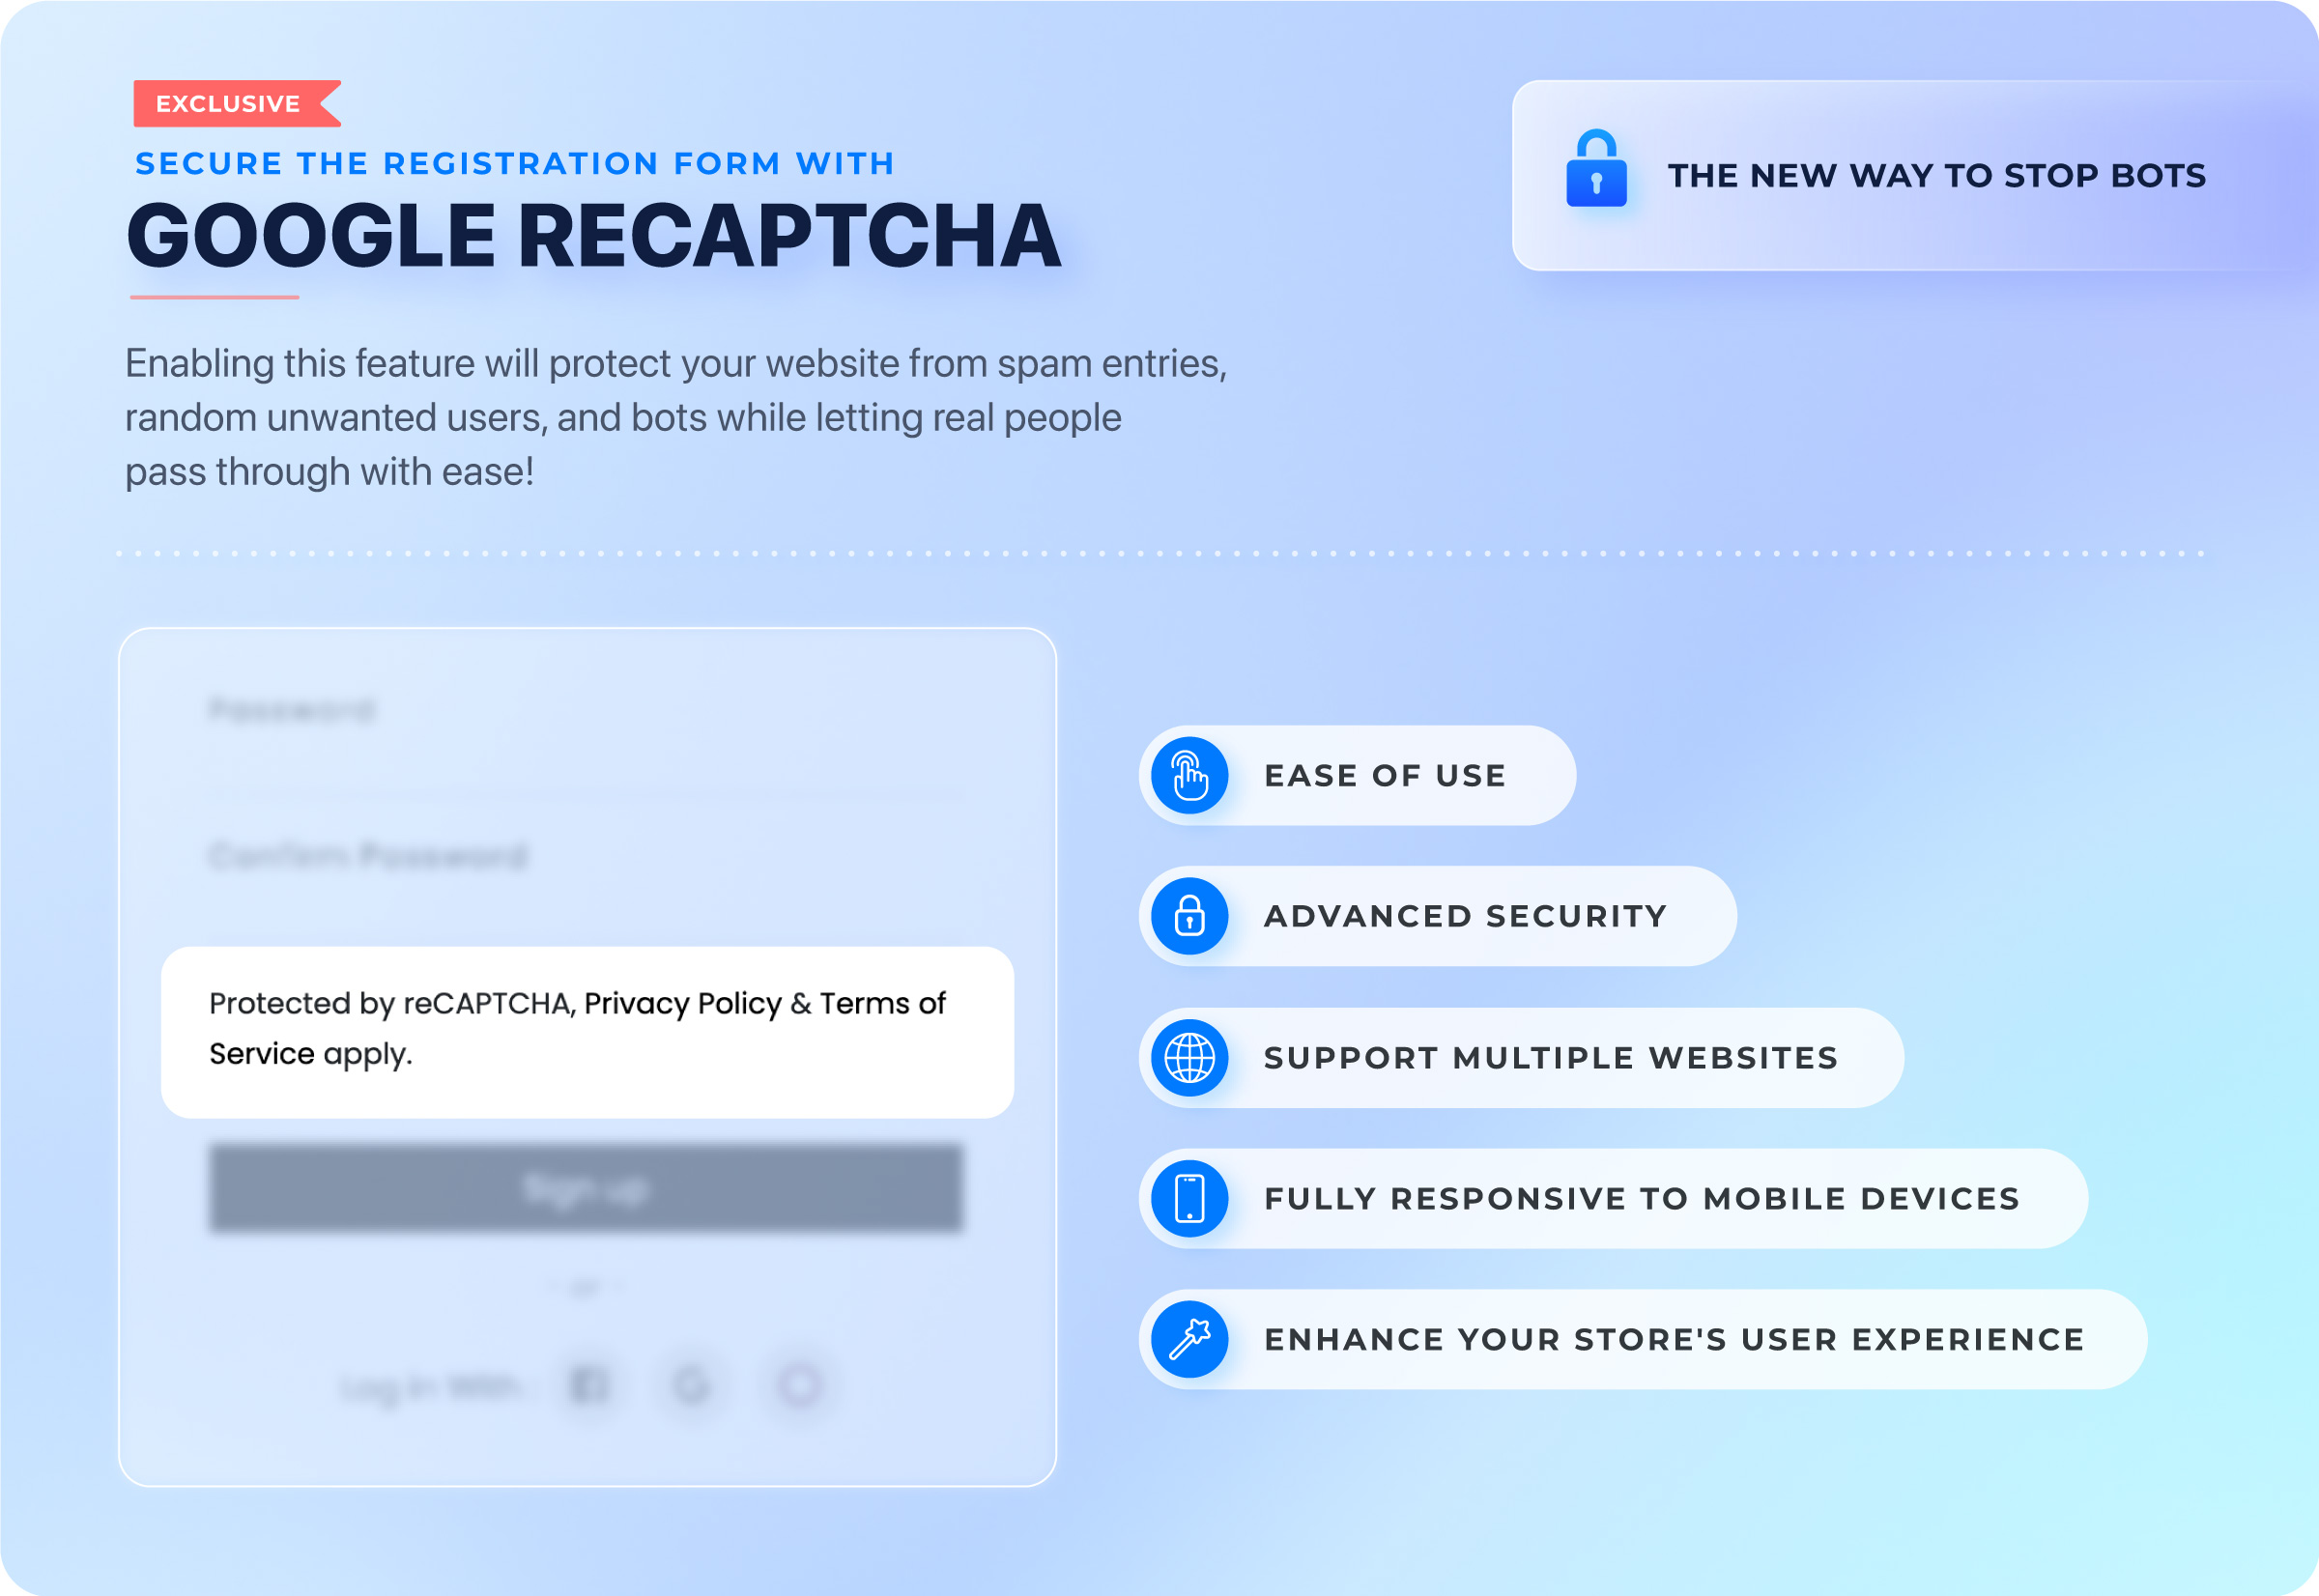 EXCLUSIVE
SECURE THE REGISTRATION FORM WITH
GOOGLE RECAPTCHA
THE NEW WAY TO STOP BOTS
Enabling this feature will protect your website from spam entries,
random unwanted users, and bots while letting real people
pass through with ease!
Password
Confirm Password
Protected by reCAPTCHA, Privacy Policy & Terms of
Service apply.
Sign up
- or -
Log In With :
EASE OF USE
ADVANCED SECURITY
SUPPORT MULTIPLE WEBSITES
FULLY RESPONSIVE TO MOBILE DEVICES
ENHANCE YOUR STORE'S USER EXPERIENCE